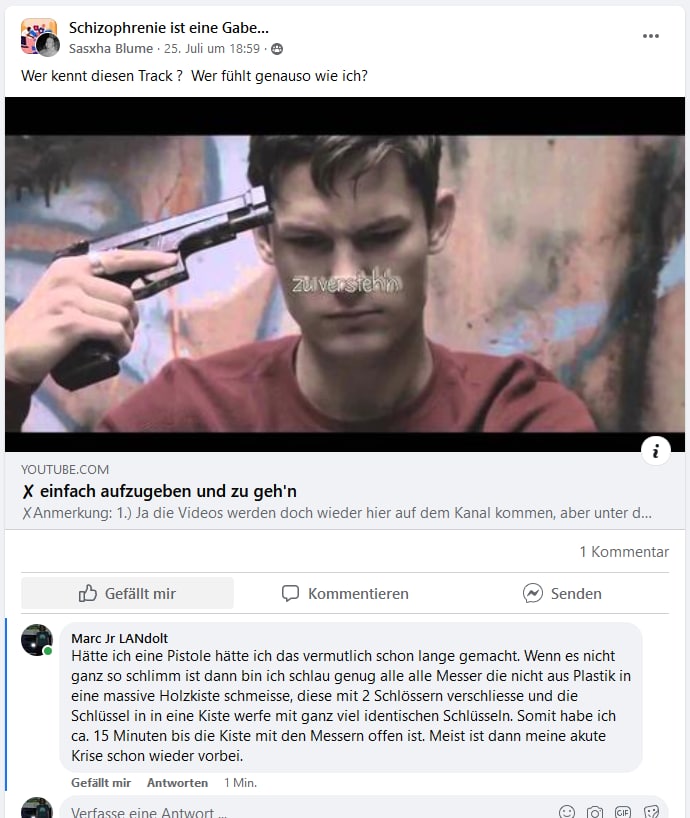 Schizophrenie ist eine Gabe...
Sasxha Blume · 25. Juli um 18:59 ·
Wer kennt diesen Track ? Wer fühlt genauso wie ich?
zu versteh'n
YOUTUBE.COM
✗ einfach aufzugeben und zu geh'n
✗Anmerkung: 1.) Ja die Videos werden doch wieder hier auf dem Kanal kommen, aber unter d...
1 Kommentar
Gefällt mir
Kommentieren
Senden
Marc Jr LANdolt
Hätte ich eine Pistole hätte ich das vermutlich schon lange gemacht. Wenn es nicht
ganz so schlimm ist dann bin ich schlau genug alle alle Messer die nicht aus Plastik in
eine massive Holzkiste schmeisse, diese mit 2 Schlössern verschliesse und die
Schlüssel in in eine Kiste werfe mit ganz viel identischen Schlüsseln. Somit habe ich
ca. 15 Minuten bis die Kiste mit den Messern offen ist. Meist ist dann meine akute
Krise schon wieder vorbei.
Gefällt mir Antworten 1 Min.
Verfasse eine Antwort ...
GIF